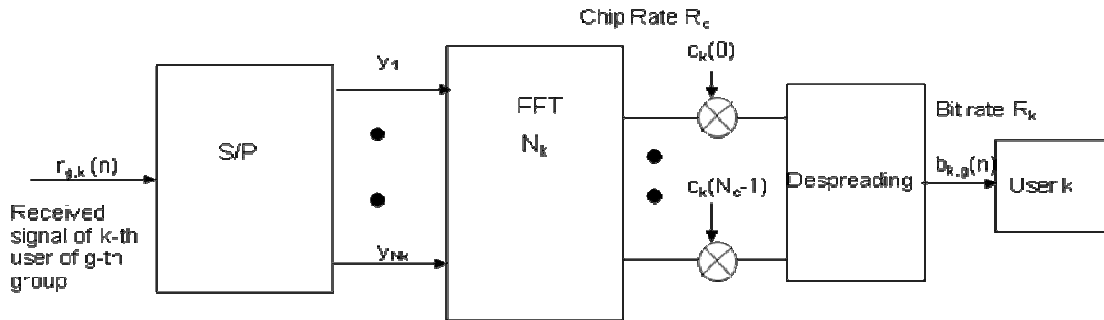 Chip Rate R_c
c_k(0)
y_1
FFT
N_k
Bit rate R_k
S/P
r_g,k(n)
b_k,g(n)
c_k(N_c-1)
Despreading
User k
Received
signal of k-th
user of g-th
group
y_Nk